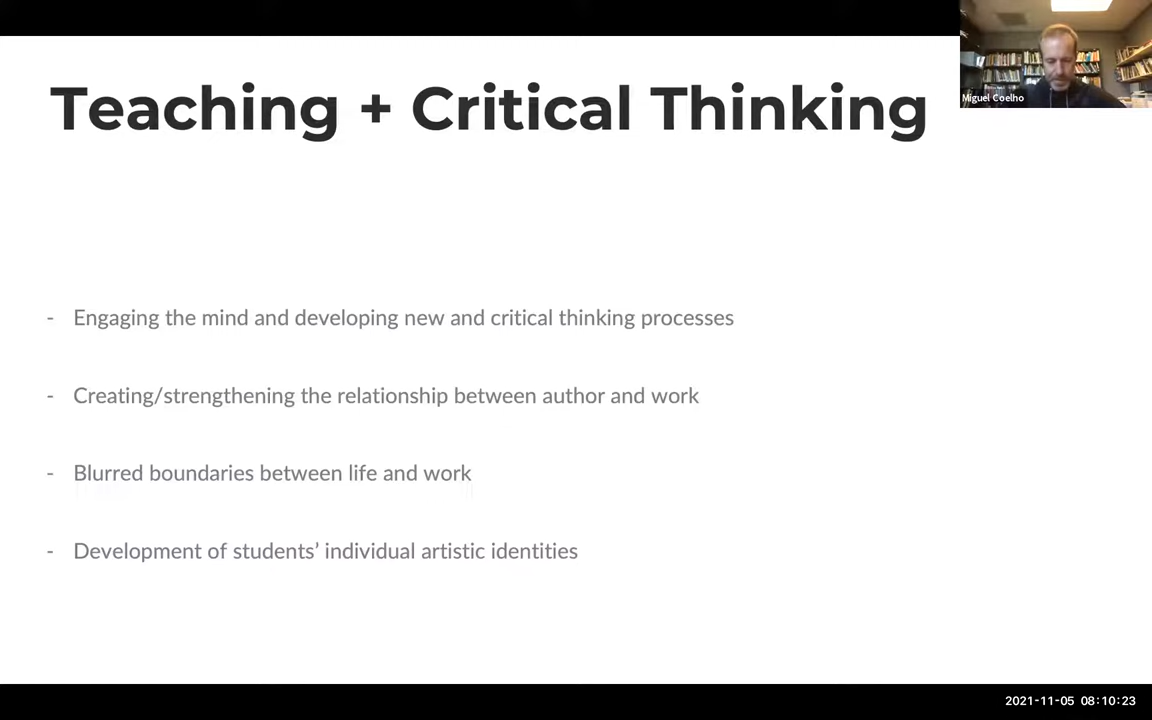 Teaching + Critical Thinking
Miguel Coelho
- Engaging the mind and developing new and critical thinking processes
- Creating/strengthening the relationship between author and work
- Blurred boundaries between life and work
- Development of students’ individual artistic identities
2021-11-05 08:10:23